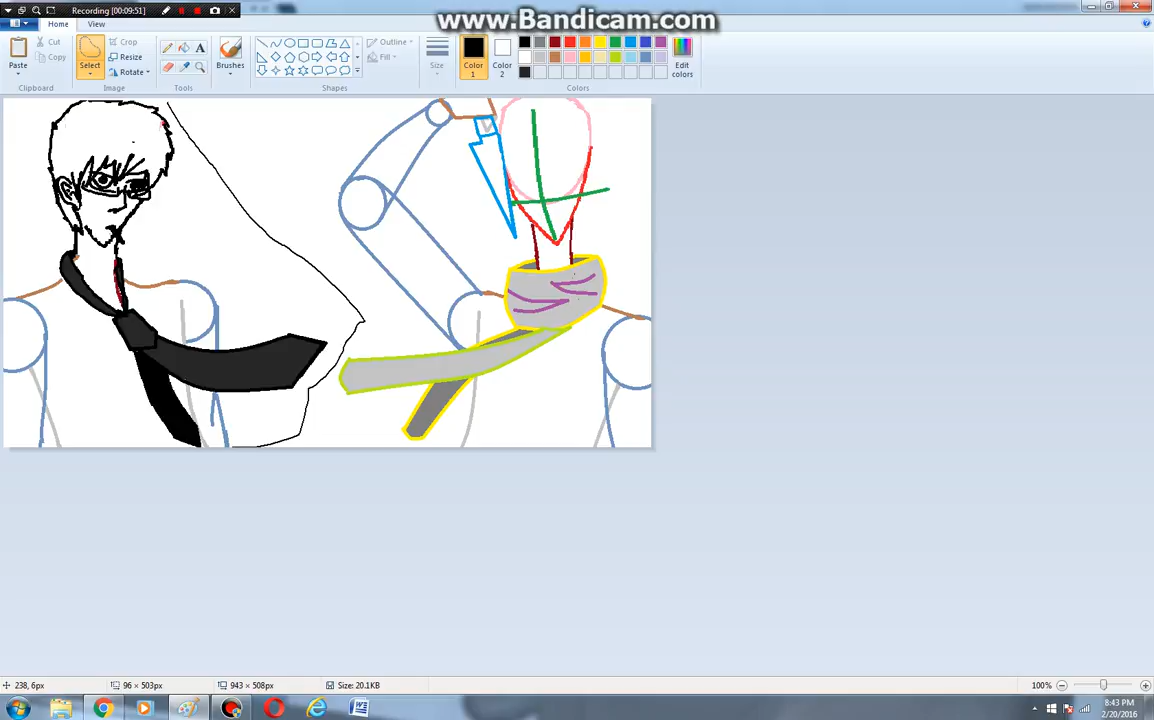 Recording [00:09:51]
www.Bandicam.com
Home
View
Paste
Cut
Copy
Clipboard
Select
Crop
Resize
Rotate
Image
Tools
Brushes
Shapes
Outline
Fill
Size
Color 1
Color 2
Edit colors
Colors
238, 6px
96 × 503px
943 × 508px
Size: 20.1KB
100%
8:43 PM
2/20/2016